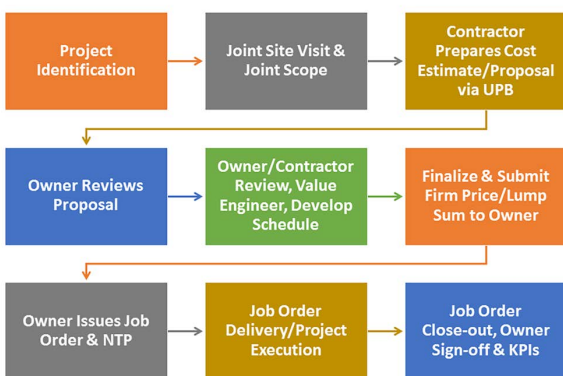 Project
Identification
Joint Site Visit &
Joint Scope
Contractor
Prepares Cost
Estimate/Proposal
via UPB
Owner Reviews
Proposal
Owner/Contractor
Review, Value
Engineer, Develop
Schedule
Finalize & Submit
Firm Price/Lump
Sum to Owner
Owner Issues Job
Order & NTP
Job Order
Delivery/Project
Execution
Job Order
Close-out, Owner
Sign-off & KPIs